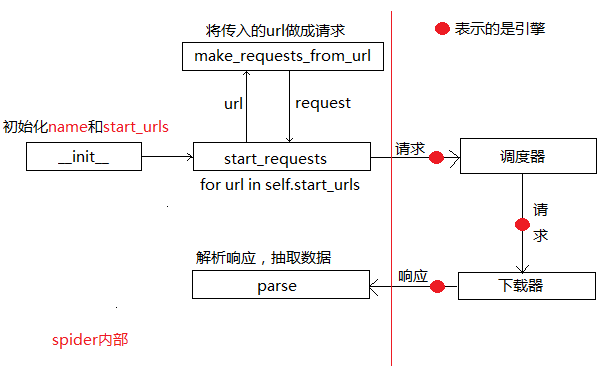 将传入的url做成请求
表示的是引擎
make_requests_from_url
url
request
初始化name和start_urls
__init__
start_requests
请求
调度器
for url in self.start_urls
请
求
解析响应，抽取数据
parse
响应
下载器
spider内部